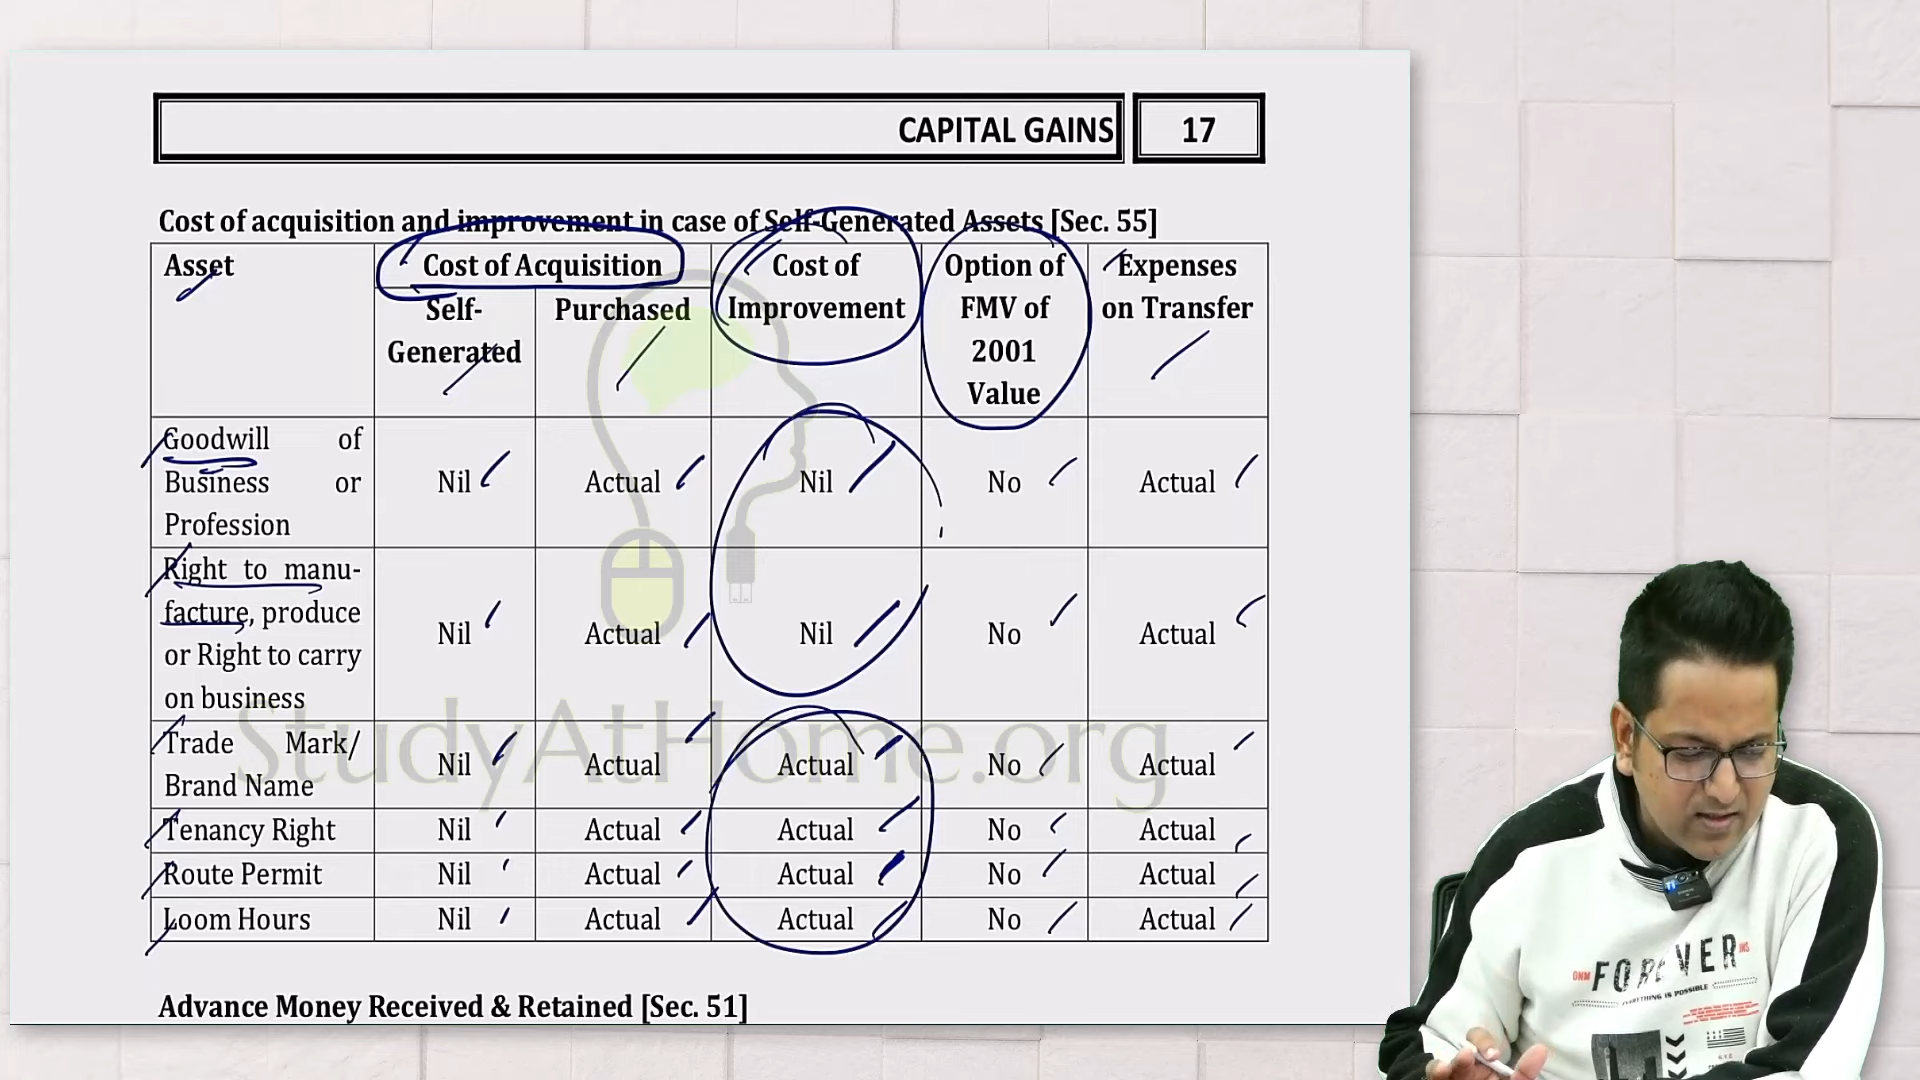 CAPITAL GAINS 17
Cost of acquisition and improvement in case of Self-Generated Assets [Sec. 55]
Asset Cost of Acquisition Cost of Improvement Option of FMV of 2001 Value Expenses on Transfer
Self-Generated Purchased
Goodwill of Business or Profession Nil Actual Nil No Actual
Right to manu-
facture, produce or Right to carry on business Nil Actual Nil No Actual
Trade Mark/ Brand Name Nil Actual Actual No Actual
Tenancy Right Nil Actual Actual No Actual
Route Permit Nil Actual Actual No Actual
Loom Hours Nil Actual Actual No Actual
StudyAtHome.org
Advance Money Received & Retained [Sec. 51]
FOREVER